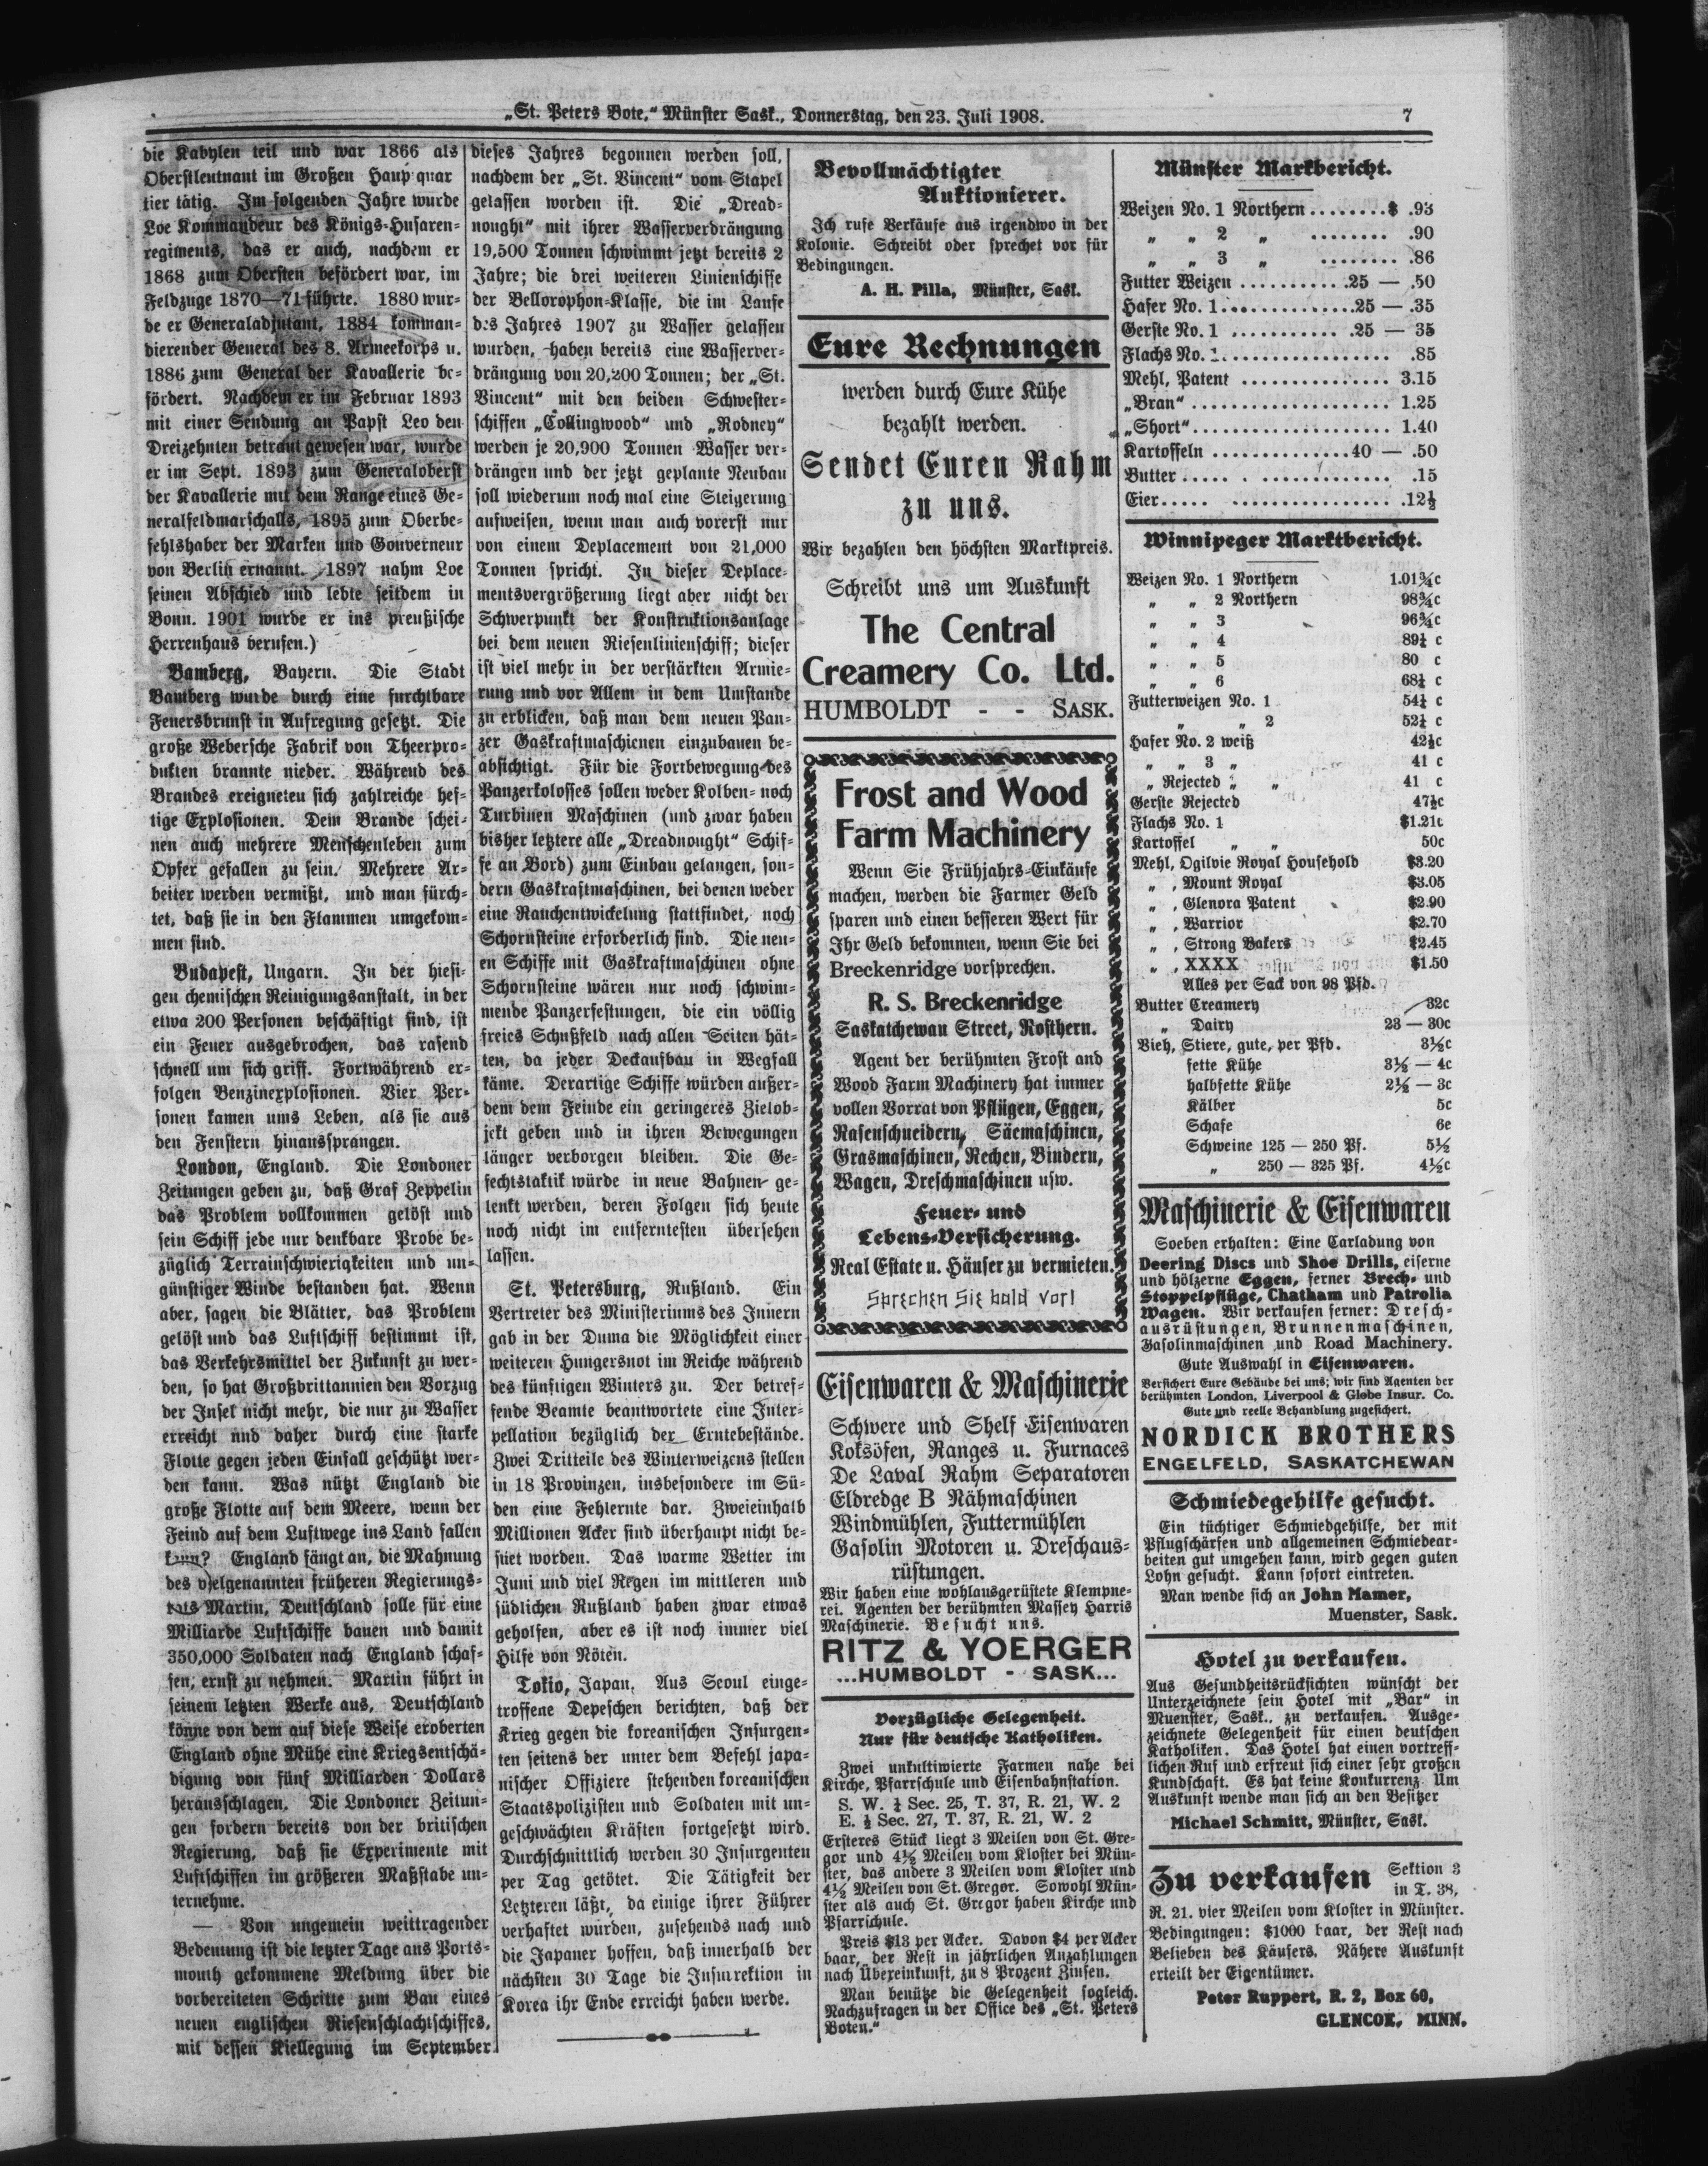 „St. Peters Bote,“ Münster Sask., Donnerstag, den 23. Juli 1908.
7
die Kabylen teil und war 1866 als
Oberstleutnant im Großen Haup quar
tier tätig. Im folgenden Jahre wurde
Loe Kommandeur des Königs-Husaren-
regiments, das er auch, nachdem er
1868 zum Obersten befördert war, im
Feldzuge 1870—71 führte. 1880 wur-
de er Generaladjutant, 1884 komman-
dierender General des 8. Armeekorps u.
1886 zum General der Kavallerie be-
fördert. Nachdem er im Februar 1893
mit einer Sendung an Papst Leo den
Dreizehnten betraut gewesen war, wurde
er im Sept. 1893 zum Generaloberst
der Kavallerie mit dem Range eines Ge-
neralfeldmarschalls, 1895 zum Oberbe-
fehlshaber der Marken und Gouverneur
von Berlin ernannt. 1897 nahm Loe
seinen Abschied und lebte seitdem in
Bonn. 1901 wurde er ins preußische
Herrenhaus berufen.)
Bamberg, Bayern. Die Stadt
Bamberg wurde durch eine furchtbare
Feuersbrunst in Aufregung gesetzt. Die
große Webersche Fabrik von Theerpro-
dukten brannte nieder. Während des
Brandes ereigneten sich zahlreiche hef-
tige Explosionen. Dem Brande schei-
nen auch mehrere Menschenleben zum
Opfer gefallen zu sein. Mehrere Ar-
beiter werden vermißt, und man fürch-
tet, daß sie in den Flammen umgekom-
men sind.
Budapest, Ungarn. In der hiesi-
gen chemischen Reinigungsanstalt, in der
etwa 200 Personen beschäftigt sind, ist
ein Feuer ausgebrochen, das rasend
schnell um sich griff. Fortwährend er-
folgen Benzinexplosionen. Vier Per-
sonen kamen ums Leben, als sie aus
den Fenstern hinaussprangen.
London, England. Die Londoner
Zeitungen geben zu, daß Graf Zeppelin
das Problem vollkommen gelöst und
sein Schiff jede nur denkbare Probe be-
züglich Terrainschwierigkeiten und un-
günstiger Winde bestanden hat. Wenn
aber, sagen die Blätter, das Problem
gelöst und das Luftschiff bestimmt ist,
das Verkehrsmittel der Zukunft zu wer-
den, so hat Großbrittannien den Vorzug
der Insel nicht mehr, die nur zu Wasser
erreicht und daher durch eine starke
Flotte gegen jeden Einfall geschützt wer-
den kann. Was nützt England die
große Flotte auf dem Meere, wenn der
Feind auf dem Luftwege ins Land fallen
kann? England fängt an, die Mahnung
des vielgenannten früheren Regierungs-
rats Martin, Deutschland solle für eine
Milliarde Luftschiffe bauen und damit
350,000 Soldaten nach England schaf-
fen, ernst zu nehmen. Martin führt in
seinem letzten Werke aus, Deutschland
könne von dem auf diese Weise eroberten
England ohne Mühe eine Kriegsentschä-
digung von fünf Milliarden Dollars
herausschlagen. Die Londoner Zeitun-
gen fordern bereits von der britischen
Regierung, daß sie Experimente mit
Luftschiffen im größeren Maßstabe un-
ternehme.
— Von ungemein weittragender
Bedeutung ist die letzter Tage aus Ports-
mouth gekommene Meldung über die
vorbereiteten Schritte zum Bau eines
neuen englischen Riesenschlachtschiffes,
mit dessen Kiellegung im September
dieses Jahres begonnen werden soll,
nachdem der „St. Vincent“ vom Stapel
gelassen worden ist. Die „Dread-
nought“ mit ihrer Wasserverdrängung
19,500 Tonnen schwimmt jetzt bereits 2
Jahre; die drei weiteren Linienschiffe
der Bellorophon-Klasse, die im Laufe
des Jahres 1907 zu Wasser gelassen
wurden, haben bereits eine Wasserver-
drängung von 20,200 Tonnen; der „St.
Vincent“ mit den beiden Schwester-
schiffen „Collingwood“ und „Rodney“
werden je 20,900 Tonnen Wasser ver-
drängen und der jetzt geplante Neubau
soll wiederum noch mal eine Steigerung
aufweisen, wenn man auch vorerst nur
von einem Deplacement von 21,000
Tonnen spricht. In dieser Deplace-
mentsvergrößerung liegt aber nicht der
Schwerpunkt der Konstruktionsanlage
bei dem neuen Riesenlinienschiff; dieser
ist viel mehr in der verstärkten Armie-
rung und vor Allem in dem Umstande
zu erblicken, daß man dem neuen Pan-
zer Gaskraftmaschienen einzubauen be-
absichtigt. Für die Fortbewegung des
Panzerkolosses sollen weder Kolben- noch
Turbinen Maschinen (und zwar haben
bisher letztere alle „Dreadnought“ Schif-
fe an Bord) zum Einbau gelangen, son-
dern Gaskraftmaschinen, bei denen weder
eine Rauchentwickelung stattfindet, noch
Schornsteine erforderlich sind. Die neu-
en Schiffe mit Gaskraftmaschinen ohne
Schornsteine wären nur noch schwim-
mende Panzerfestungen, die ein völlig
freies Schußfeld nach allen Seiten hät-
ten, da jeder Deckaufbau in Wegfall
käme. Derartige Schiffe würden außer-
dem dem Feinde ein geringeres Zielob-
jekt geben und in ihren Bewegungen
länger verborgen bleiben. Die Ge-
fechtstaktik würde in neue Bahnen ge-
lenkt werden, deren Folgen sich heute
noch nicht im entferntesten übersehen
lassen.
St. Petersburg, Rußland. Ein
Vertreter des Ministeriums des Innern
gab in der Duma die Möglichkeit einer
weiteren Hungersnot im Reiche während
des künftigen Winters zu. Der betref-
fende Beamte beantwortete eine Inter-
pellation bezüglich der Erntebestände.
Zwei Dritteile des Winterweizens stellen
in 18 Provinzen, insbesondere im Sü-
den eine Fehlernte dar. Zweieinhalb
Millionen Acker sind überhaupt nicht be-
säet worden. Das warme Wetter im
Juni und viel Regen im mittleren und
südlichen Rußland haben zwar etwas
geholfen, aber es ist noch immer viel
Hilfe von Nöten.
Tokio, Japan. Aus Seoul einge-
troffene Depeschen berichten, daß der
Krieg gegen die koreanischen Insurgen-
ten seitens der unter dem Befehl japa-
nischer Offiziere stehenden koreanischen
Staatspolizisten und Soldaten mit un-
geschwächten Kräften fortgesetzt wird.
Durchschnittlich werden 30 Insurgenten
per Tag getötet. Die Tätigkeit der
Letzteren läßt, da einige ihrer Führer
verhaftet wurden, zusehends nach und
die Japaner hoffen, daß innerhalb der
nächsten 30 Tage die Insurrektion in
Korea ihr Ende erreicht haben werde.
Bevollmächtigter
Auktionierer.
Ich rufe Verkäufe aus irgendwo in der
Kolonie. Schreibt oder sprechet vor für
Bedingungen.
A. H. Pilla, Münster, Sask.
Eure Rechnungen
werden durch Eure Kühe
bezahlt werden.
Sendet Euren Rahm
zu uns.
Wir bezahlen den höchsten Marktpreis.
Schreibt uns um Auskunft
The Central
Creamery Co. Ltd.
HUMBOLDT - - SASK.
Frost and Wood
Farm Machinery
Wenn Sie Frühjahrs-Einkäufe
machen, werden die Farmer Geld
sparen und einen besseren Wert für
Ihr Geld bekommen, wenn Sie bei
Breckenridge vorsprechen.
R. S. Breckenridge
Saskatchewan Street, Rosthern.
Agent der berühmten Frost and
Wood Farm Machinery hat immer
vollen Vorrat von Pflügen, Eggen,
Rasenschneidern, Säemaschinen,
Grasmaschinen, Rechen, Bindern,
Wagen, Dreschmaschinen usw.
Feuer- und
Lebens-Versicherung.
Real Estate u. Häuser zu vermieten.
Sprechen Sie bald vor!
Eisenwaren & Maschinerie
Schwere und Shelf Eisenwaren
Koksöfen, Ranges u. Furnaces
De Laval Rahm Separatoren
Eldredge B Nähmaschinen
Windmühlen, Futtermühlen
Gasolin Motoren u. Dreschaus-
rüstungen.
Wir haben eine wohlausgerüstete Klempne-
rei. Agenten der berühmten Massey Harris
Maschinerie. Besucht uns.
RITZ & YOERGER
...HUMBOLDT - SASK...
Vorzügliche Gelegenheit.
Nur für deutsche Katholiken.
Zwei unkultiwierte Farmen nahe bei
Kirche, Pfarrschule und Eisenbahnstation.
S. W. ¼ Sec. 25, T. 37, R. 21, W. 2
E. ½ Sec. 27, T. 37, R. 21, W. 2
Ersteres Stück liegt 3 Meilen von St. Gre-
gor und 4½ Meilen vom Kloster bei Mün-
ster, das andere 3 Meilen vom Kloster und
4½ Meilen von St. Gregor. Sowohl Mün-
ster als auch St. Gregor haben Kirche und
Pfarrschule.
Preis $13 per Acker. Davon $4 per Acker
baar, der Rest in jährlichen Anzahlungen
nach Übereinkunft, zu 8 Prozent Zinsen.
Man benütze die Gelegenheit sogleich.
Nachzufragen in der Office des „St. Peters
Boten.“
Münster Markbericht.
Weizen No. 1 Northern ........$ .93
„ „ 2 „ ........ .90
„ „ 3 „ ........ .86
Futter Weizen ...........25 — .50
Hafer No. 1..............25 — .35
Gerste No. 1 ............ .25 — 35
Flachs No. 1................. .85
Mehl, Patent ............... 3.15
„Bran“ .................... 1.25
„Short“.................... 1.40
Kartoffeln ..............40 — .50
Butter ..... . ............. .15
Eier..... ................ .12½
Winnipeger Marktbericht.
Weizen No. 1 Northern 1.01¾c
„ „ 2 Northern 98¾c
„ „ 3 96¾c
„ „ 4 89½ c
„ „ 5 80 c
„ „ 6 68½ c
Futterweizen No. 1 54½ c
„ „ 2 52½ c
Hafer No. 2 weiß 42½c
„ „ 3 „ 41 c
„ Rejected „ „ 41 c
Gerste Rejected 47½c
Flachs No. 1 $1.21c
Kartoffel „ „ 50c
Mehl, Ogilvie Royal Household $3.20
„ , Mount Royal $3.05
„ , Glenora Patent $2.90
„ , Warrior $2.70
„ , Strong Bakers $2.45
„ , XXXX $1.50
Alles per Sack von 98 Pfd.
Butter Creamery 32c
„ Dairy 23 — 30c
Vieh, Stiere, gute, per Pfd. 3½c
fette Kühe 3½ — 4c
halbfette Kühe 2½ — 3c
Kälber 5c
Schafe 6c
Schweine 125 — 250 Pf. 5½
„ 250 — 325 Pf. 4½c
Maschinerie & Eisenwaren
Soeben erhalten: Eine Carladung von
Deering Discs und Shoe Drills, eiserne
und hölzerne Eggen, ferner Brech- und
Stoppelpflüge, Chatham und Patrolia
Wagen. Wir verkaufen ferner: Dresch-
ausrüstungen, Brunnenmaschinen,
Gasolinmaschinen und Road Machinery.
Gute Auswahl in Eisenwaren.
Versichert Eure Gebäude bei uns; wir sind Agenten der
berühmten London, Liverpool & Globe Insur. Co.
Gute und reelle Behandlung zugesichert.
NORDICK BROTHERS
ENGELFELD, SASKATCHEWAN
Schmiedegehilfe gesucht.
Ein tüchtiger Schmiedgehilfe, der mit
Pflugschärfen und allgemeinen Schmiedear-
beiten gut umgehen kann, wird gegen guten
Lohn gesucht. Kann sofort eintreten.
Man wende sich an John Mamer,
Muenster, Sask.
Hotel zu verkaufen.
Aus Gesundheitsrücksichten wünscht der
Unterzeichnete sein Hotel mit „Bar“ in
Muenster, Sask., zu verkaufen. Ausge-
zeichnete Gelegenheit für einen deutschen
Katholiken. Das Hotel hat einen vortreff-
lichen Ruf und erfreut sich einer sehr großen
Kundschaft. Es hat keine Konkurrenz. Um
Auskunft wende man sich an den Besitzer
Michael Schmitt, Münster, Sask.
Zu verkaufen Sektion 3
in T. 38,
R. 21. vier Meilen vom Kloster in Münster.
Bedingungen: $1000 baar, der Rest nach
Belieben des Käufers. Nähere Auskunft
erteilt der Eigentümer.
Peter Ruppert, R. 2, Box 60,
GLENCOE, MINN.